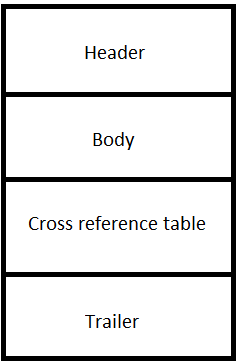 Header
Body
Cross reference table
Trailer